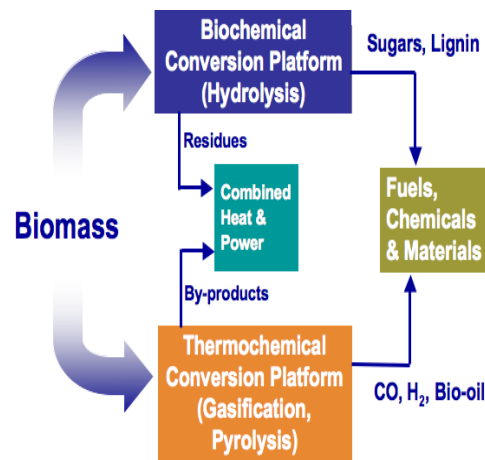 Biochemical
Conversion Platform
(Hydrolysis)
Sugars, Lignin
Residues
Combined
Heat &
Power
Fuels,
Chemicals
& Materials
Biomass
By-products
Thermochemical
Conversion Platform
(Gasification,
Pyrolysis)
CO, H₂, Bio-oil